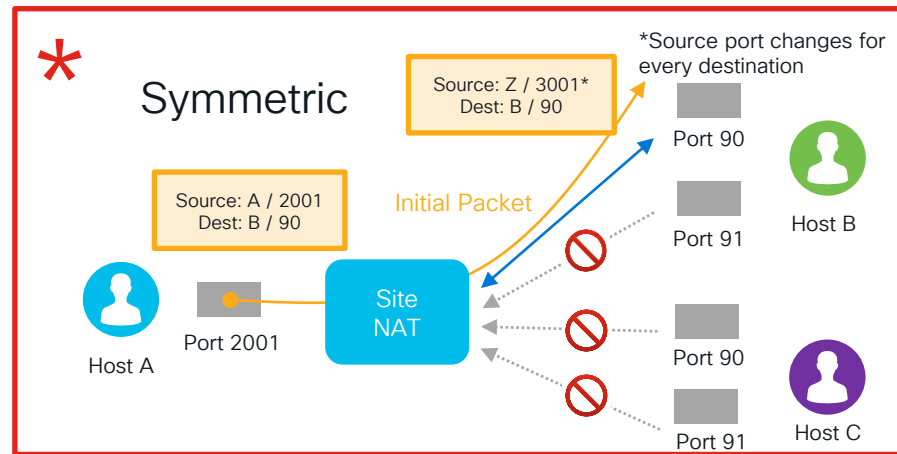 *
Symmetric
*Source port changes for
every destination
Source: Z / 3001*
Dest: B / 90
Port 90
Source: A / 2001
Dest: B / 90
Initial Packet
Host B
Port 91
Site
NAT
Port 2001
Host A
Port 90
Host C
Port 91